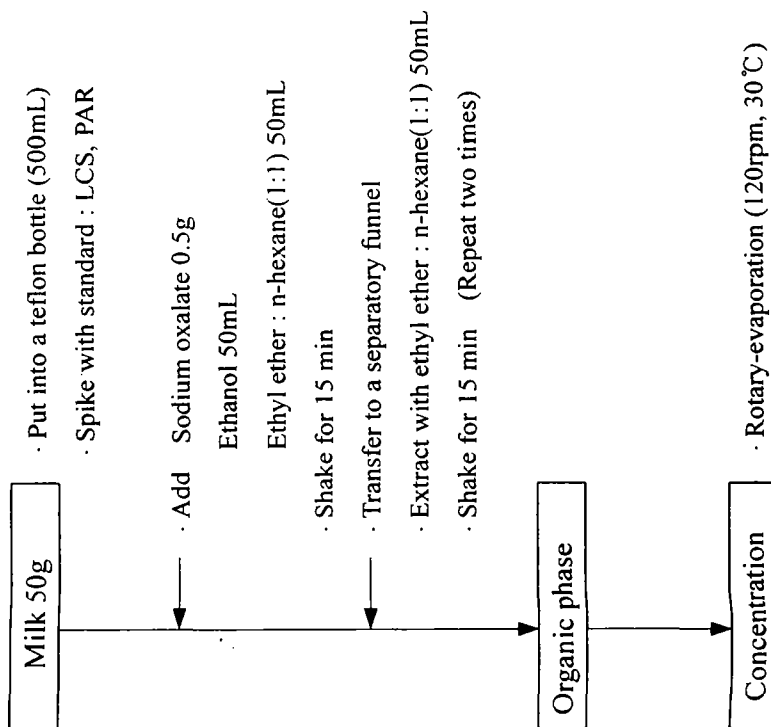 Milk 50g
· Put into a teflon bottle (500mL)
· Spike with standard : LCS, PAR
· Add Sodium oxalate 0.5g
Ethanol 50mL
Ethyl ether : n-hexane(1:1) 50mL
· Shake for 15 min
· Transfer to a separatory funnel
· Extract with ethyl ether : n-hexane(1:1) 50mL
· Shake for 15 min (Repeat two times)
Organic phase
Concentration
· Rotary-evaporation (120rpm, 30℃)